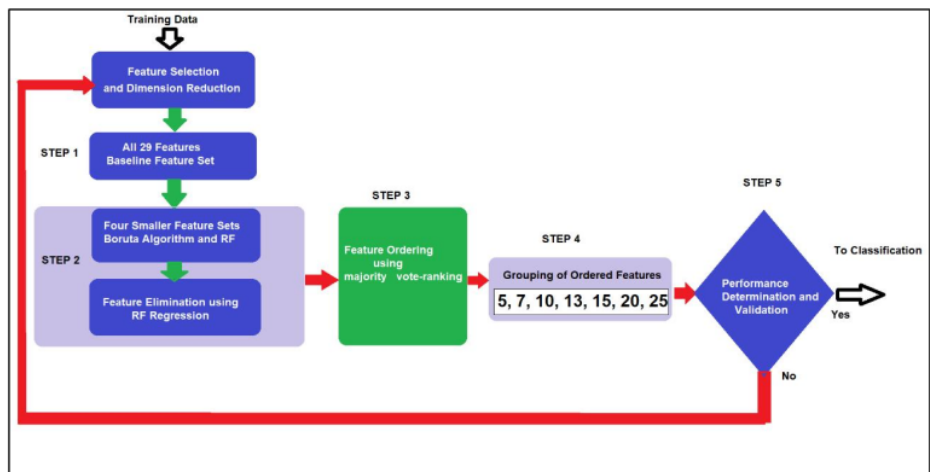 Training Data
Feature Selection
and Dimension Reduction
STEP 1
All 29 Features
Baseline Feature Set
STEP 2
Four Smaller Feature Sets
Boruta Algorithm and RF
Feature Elimination using
RF Regression
STEP 3
Feature Ordering
using
majority vote-ranking
STEP 4
Grouping of Ordered Features
5, 7, 10, 13, 15, 20, 25
STEP 5
Performance
Determination and
Validation
To Classification
Yes
No